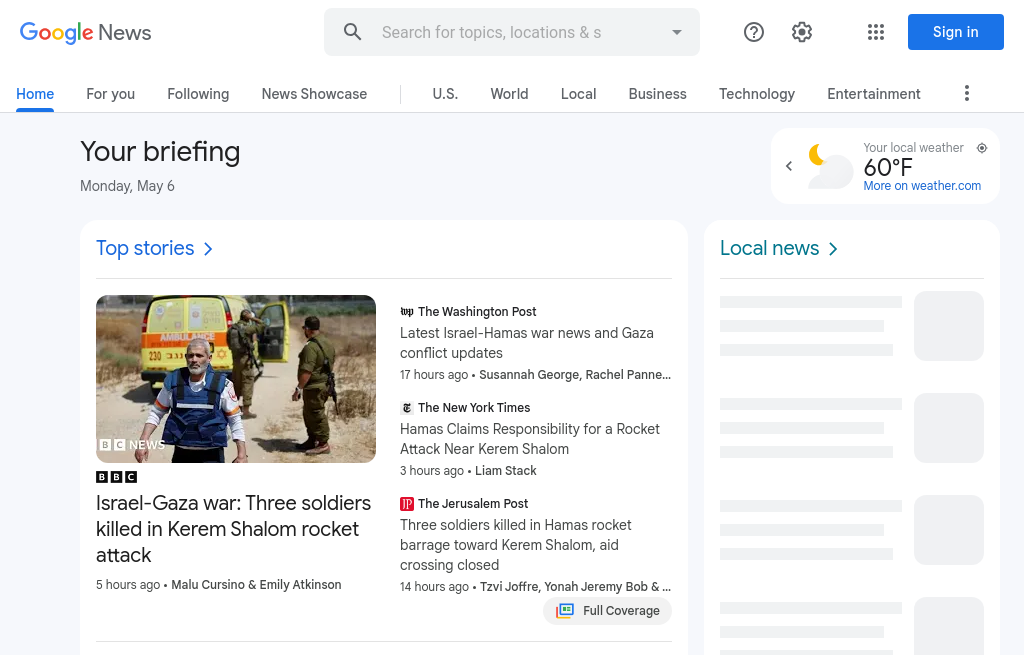 Google News
Search for topics, locations & s
Sign in
Home For you Following News Showcase U.S. World Local Business Technology Entertainment
Your briefing
Monday, May 6
Your local weather
60°F
More on weather.com
Top stories
AMBULANCE
230
BBC NEWS
BBC
Israel-Gaza war: Three soldiers
killed in Kerem Shalom rocket
attack
5 hours ago • Malu Cursino & Emily Atkinson
wp The Washington Post
Latest Israel-Hamas war news and Gaza
conflict updates
17 hours ago • Susannah George, Rachel Panne...
The New York Times
Hamas Claims Responsibility for a Rocket
Attack Near Kerem Shalom
3 hours ago • Liam Stack
JP The Jerusalem Post
Three soldiers killed in Hamas rocket
barrage toward Kerem Shalom, aid
crossing closed
14 hours ago • Tzvi Joffre, Yonah Jeremy Bob & ...
Full Coverage
Local news